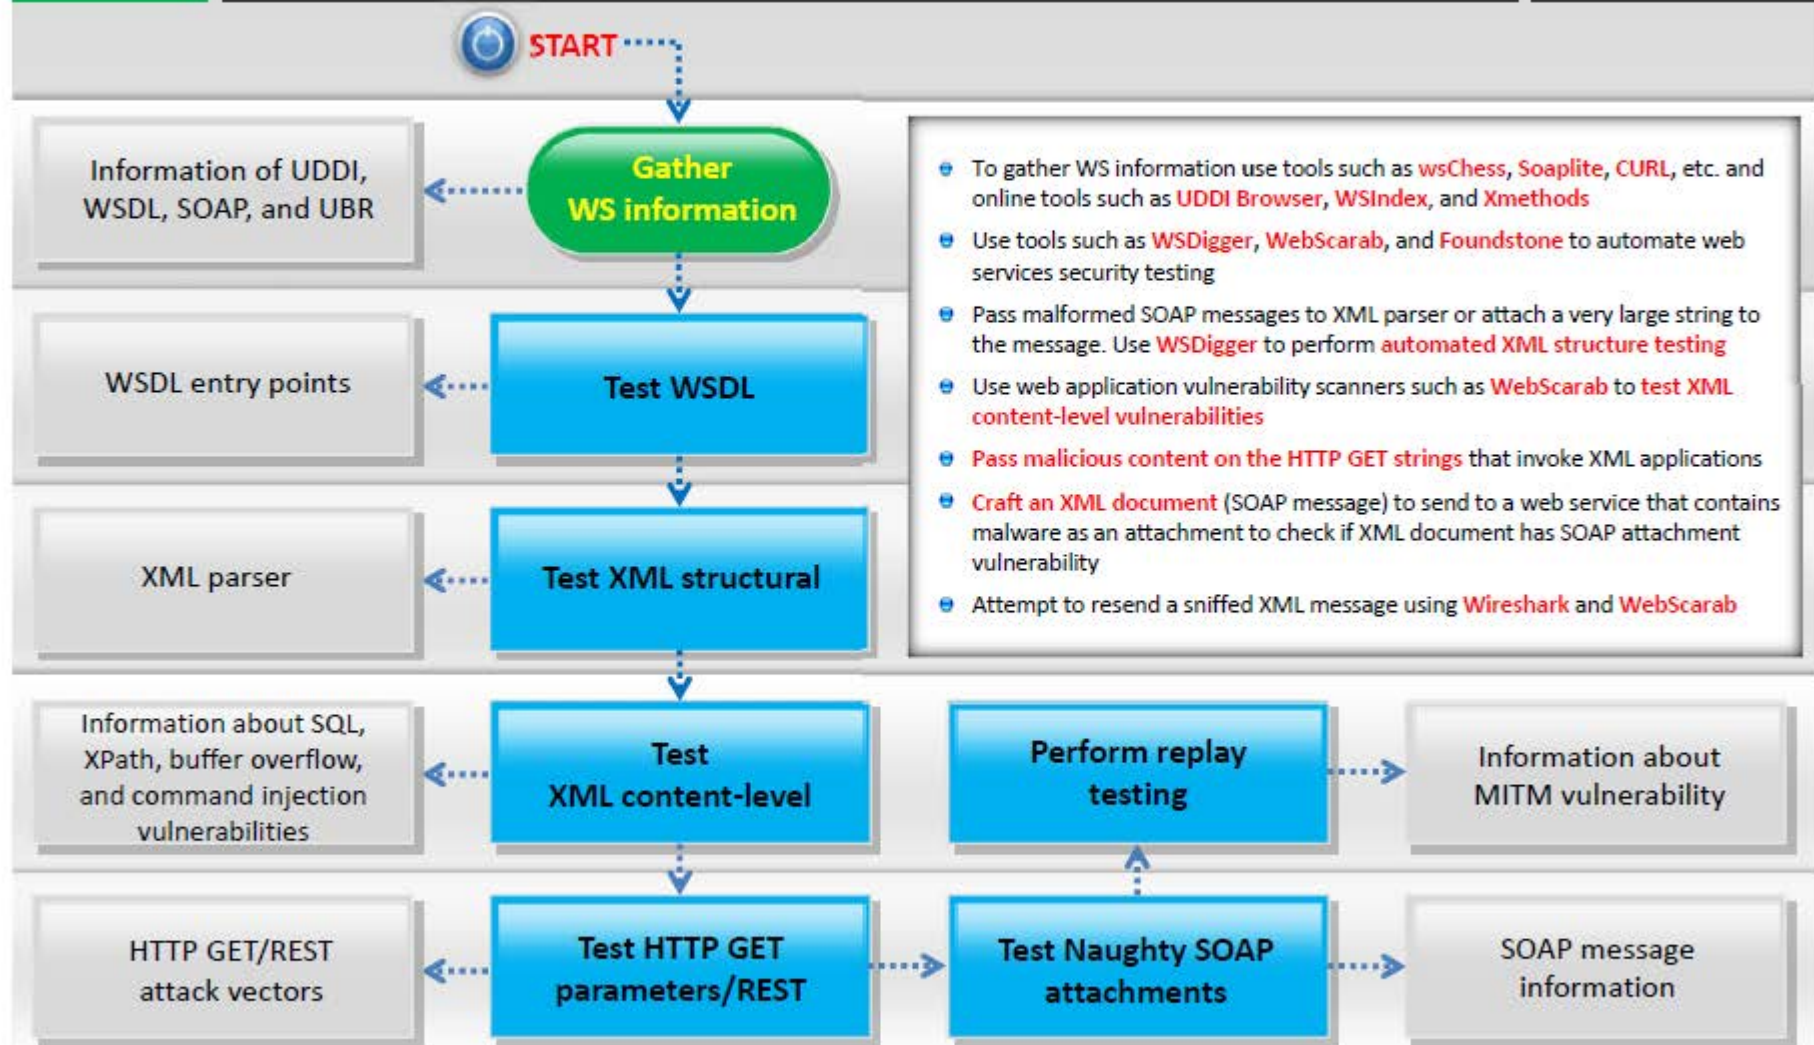 START
Information of UDDI,
WSDL, SOAP, and UBR
Gather
WS information
To gather WS information use tools such as wsChess, Soaplite, CURL, etc. and
online tools such as UDDI Browser, WSIndex, and Xmethods
Use tools such as WSDigger, WebScarab, and Foundstone to automate web
services security testing
Pass malformed SOAP messages to XML parser or attach a very large string to
the message. Use WSDigger to perform automated XML structure testing
Use web application vulnerability scanners such as WebScarab to test XML
content-level vulnerabilities
Pass malicious content on the HTTP GET strings that invoke XML applications
Craft an XML document (SOAP message) to send to a web service that contains
malware as an attachment to check if XML document has SOAP attachment
vulnerability
Attempt to resend a sniffed XML message using Wireshark and WebScarab
WSDL entry points
Test WSDL
XML parser
Test XML structural
Information about SQL,
XPath, buffer overflow,
and command injection
vulnerabilities
Test
XML content-level
Perform replay
testing
Information about
MITM vulnerability
HTTP GET/REST
attack vectors
Test HTTP GET
parameters/REST
Test Naughty SOAP
attachments
SOAP message
information